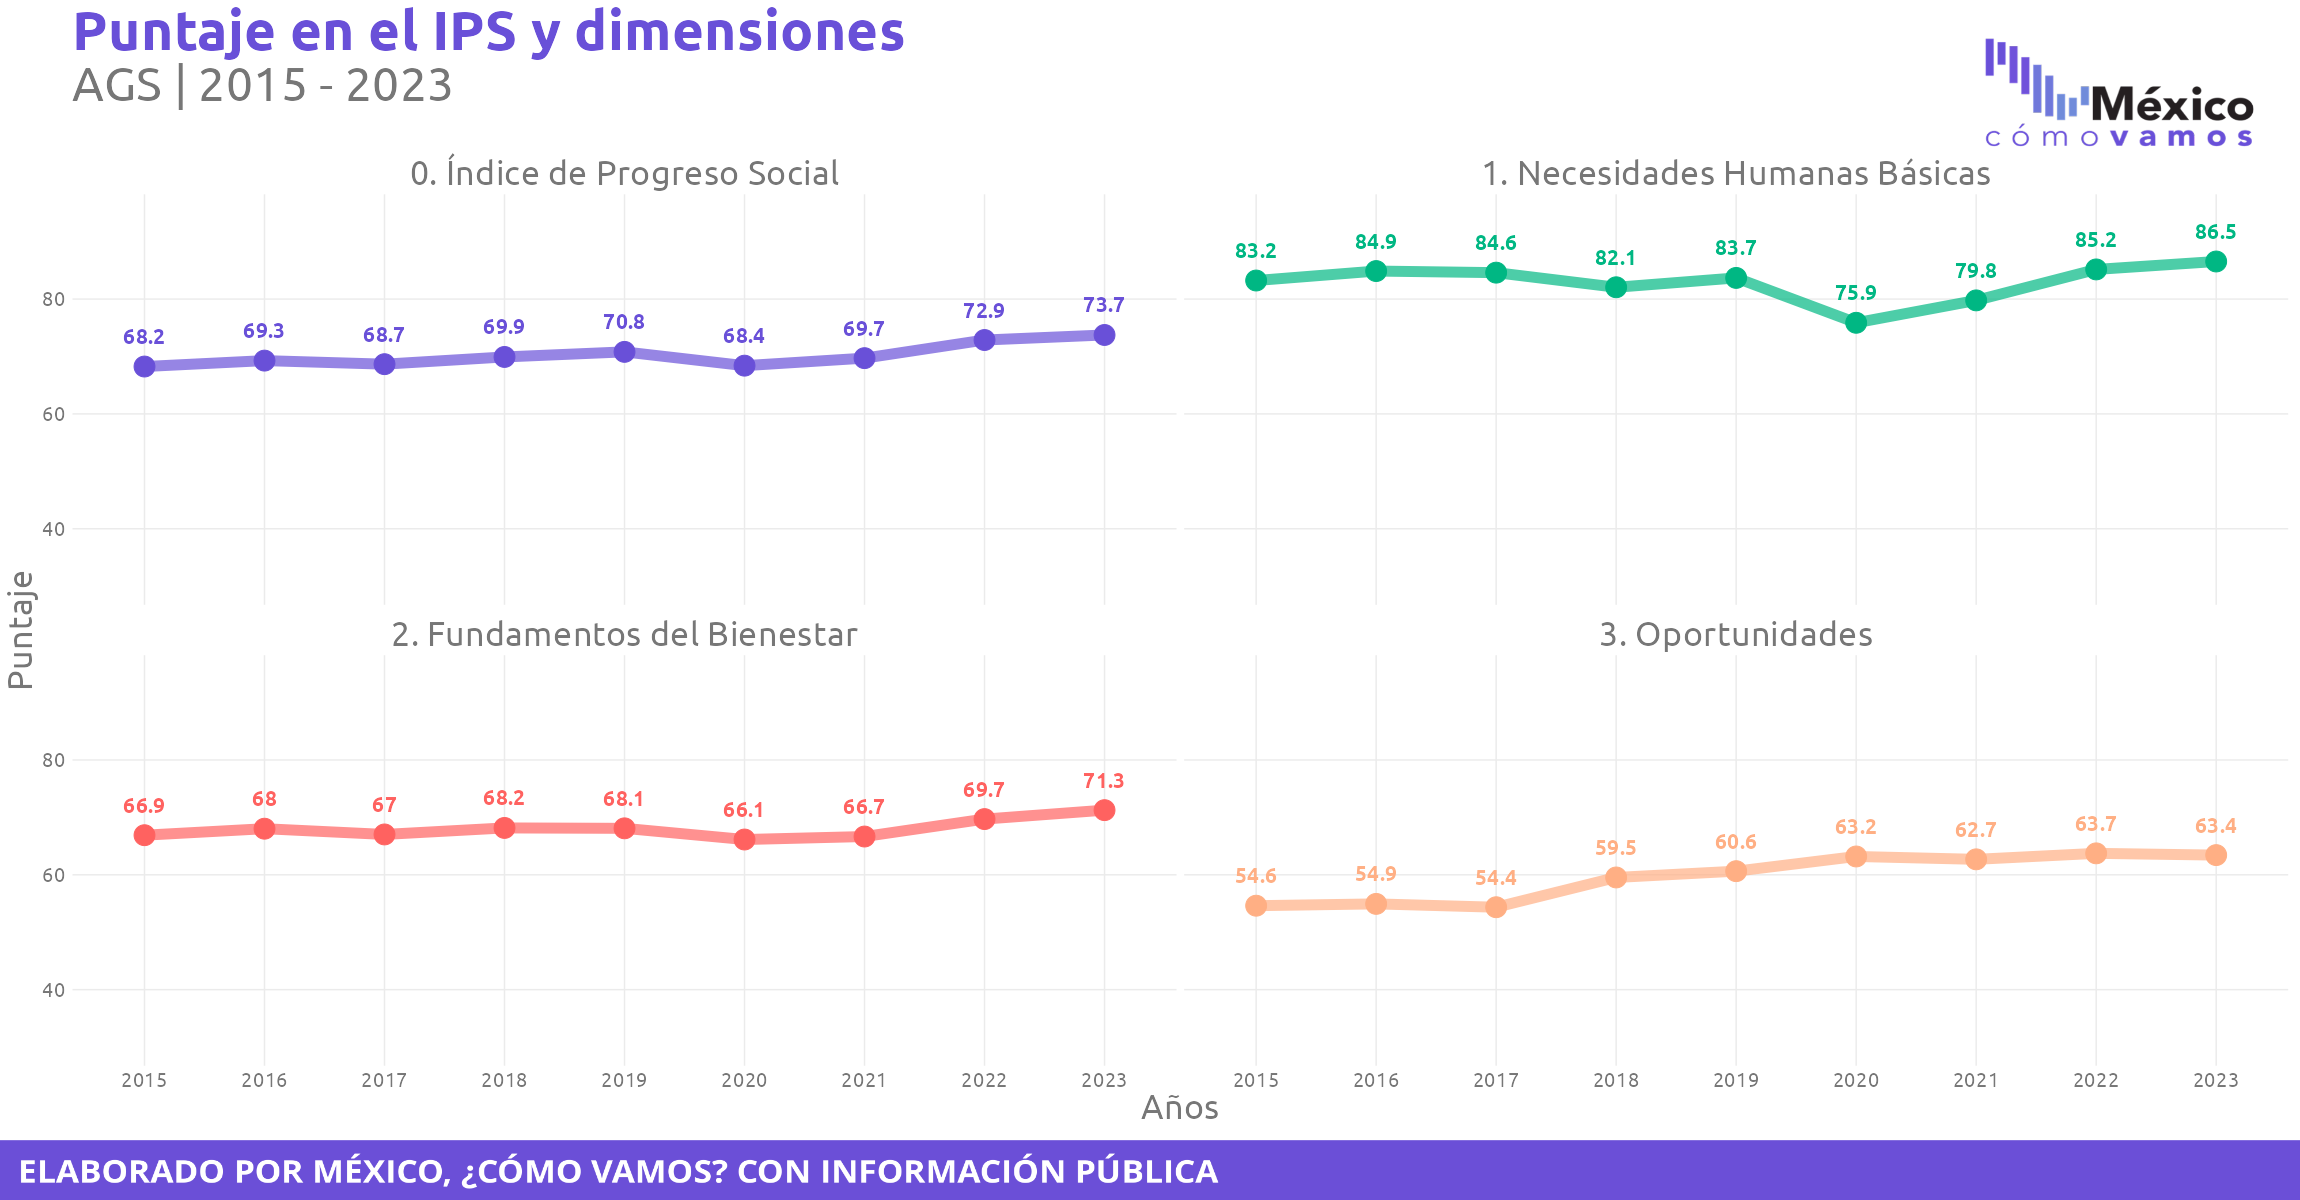 Puntaje en el IPS y dimensiones
AGS | 2015 - 2023
México
cómovamos
0. Índice de Progreso Social
80
60
40
68.2 69.3 68.7 69.9 70.8 68.4 69.7 72.9 73.7
1. Necesidades Humanas Básicas
83.2 84.9 84.6 82.1 83.7 75.9 79.8 85.2 86.5
Puntaje
2. Fundamentos del Bienestar
80
60
40
66.9 68 67 68.2 68.1 66.1 66.7 69.7 71.3
2015 2016 2017 2018 2019 2020 2021 2022 2023
3. Oportunidades
54.6 54.9 54.4 59.5 60.6 63.2 62.7 63.7 63.4
2015 2016 2017 2018 2019 2020 2021 2022 2023
Años
ELABORADO POR MÉXICO, ¿CÓMO VAMOS? CON INFORMACIÓN PÚBLICA